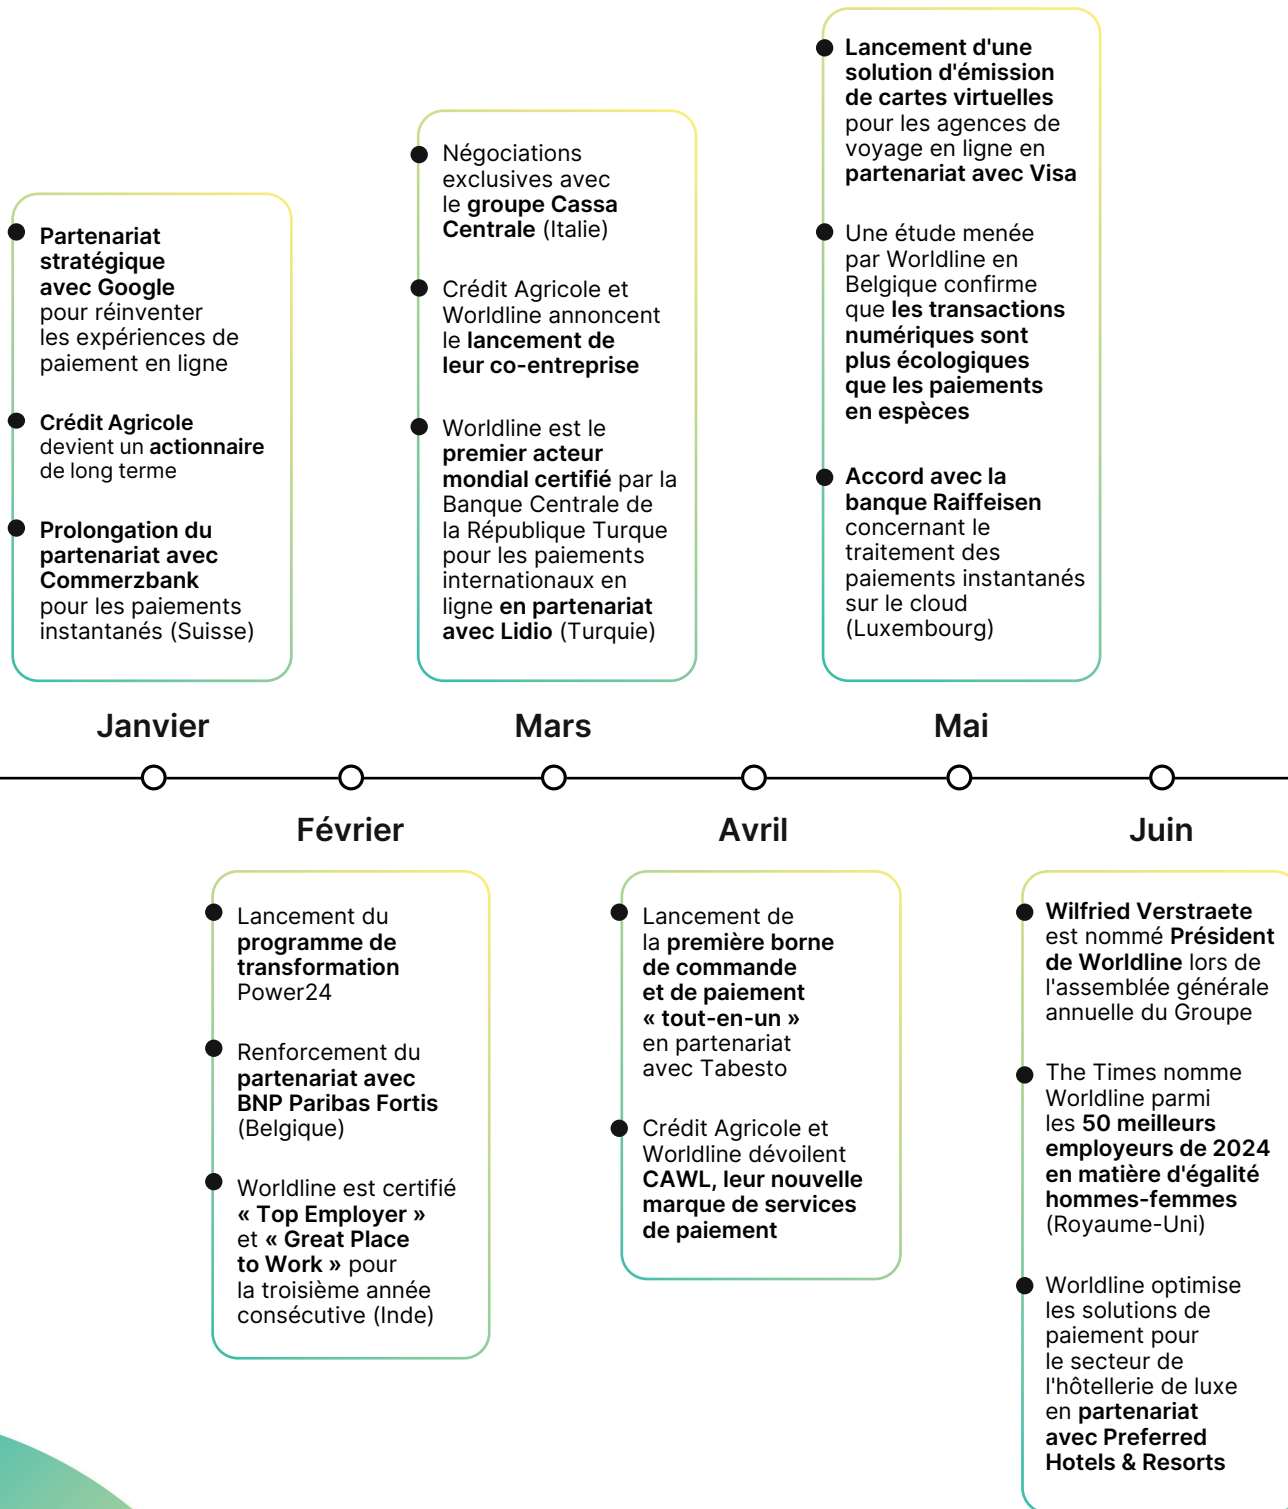 Janvier
Partenariat
stratégique
avec Google
pour réinventer
les expériences de
paiement en ligne
Crédit Agricole
devient un actionnaire
de long terme
Prolongation du
partenariat avec
Commerzbank
pour les paiements
instantanés (Suisse)
Février
Lancement du
programme de
transformation
Power24
Renforcement du
partenariat avec
BNP Paribas Fortis
(Belgique)
Worldline est certifié
« Top Employer »
et « Great Place
to Work » pour
la troisième année
consécutive (Inde)
Mars
Négociations
exclusives avec
le groupe Cassa
Centrale (Italie)
Crédit Agricole et
Worldline annoncent
le lancement de
leur co-entreprise
Worldline est le
premier acteur
mondial certifié par la
Banque Centrale de
la République Turque
pour les paiements
internationaux en
ligne en partenariat
avec Lidio (Turquie)
Avril
Lancement de
la première borne
de commande
et de paiement
« tout-en-un »
en partenariat
avec Tabesto
Crédit Agricole et
Worldline dévoilent
CAWL, leur nouvelle
marque de services
de paiement
Mai
Lancement d'une
solution d'émission
de cartes virtuelles
pour les agences de
voyage en ligne en
partenariat avec Visa
Une étude menée
par Worldline en
Belgique confirme
que les transactions
numériques sont
plus écologiques
que les paiements
en espèces
Accord avec la
banque Raiffeisen
concernant le
traitement des
paiements instantanés
sur le cloud
(Luxembourg)
Juin
Wilfried Verstraete
est nommé Président
de Worldline lors de
l'assemblée générale
annuelle du Groupe
The Times nomme
Worldline parmi
les 50 meilleurs
employeurs de 2024
en matière d'égalité
hommes-femmes
(Royaume-Uni)
Worldline optimise
les solutions de
paiement pour
le secteur de
l'hôtellerie de luxe
en partenariat
avec Preferred
Hotels & Resorts